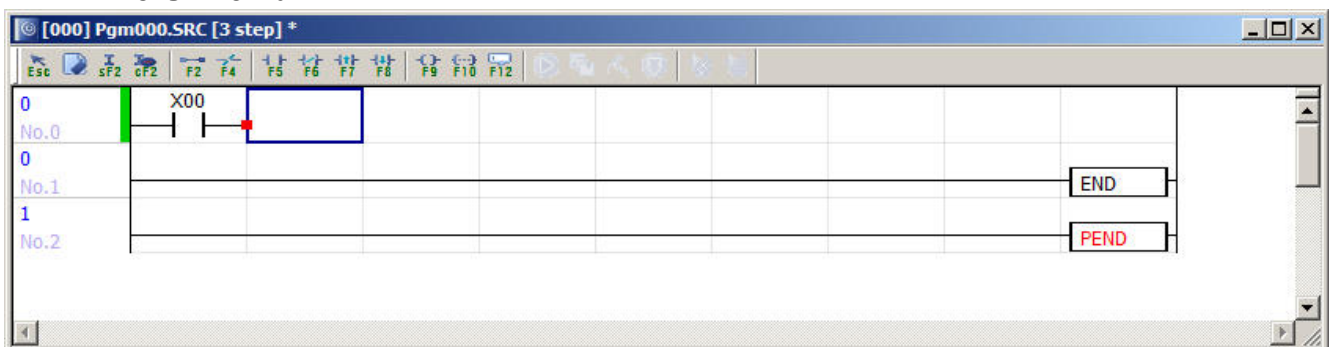 [000] Pgm000.SRC [3 step] *
Esc sF2 cF2 F2 F4 F5 F6 F7 F8 F9 F10 F12
0 X00
No.0
0
No.1 END
1
No.2 PEND